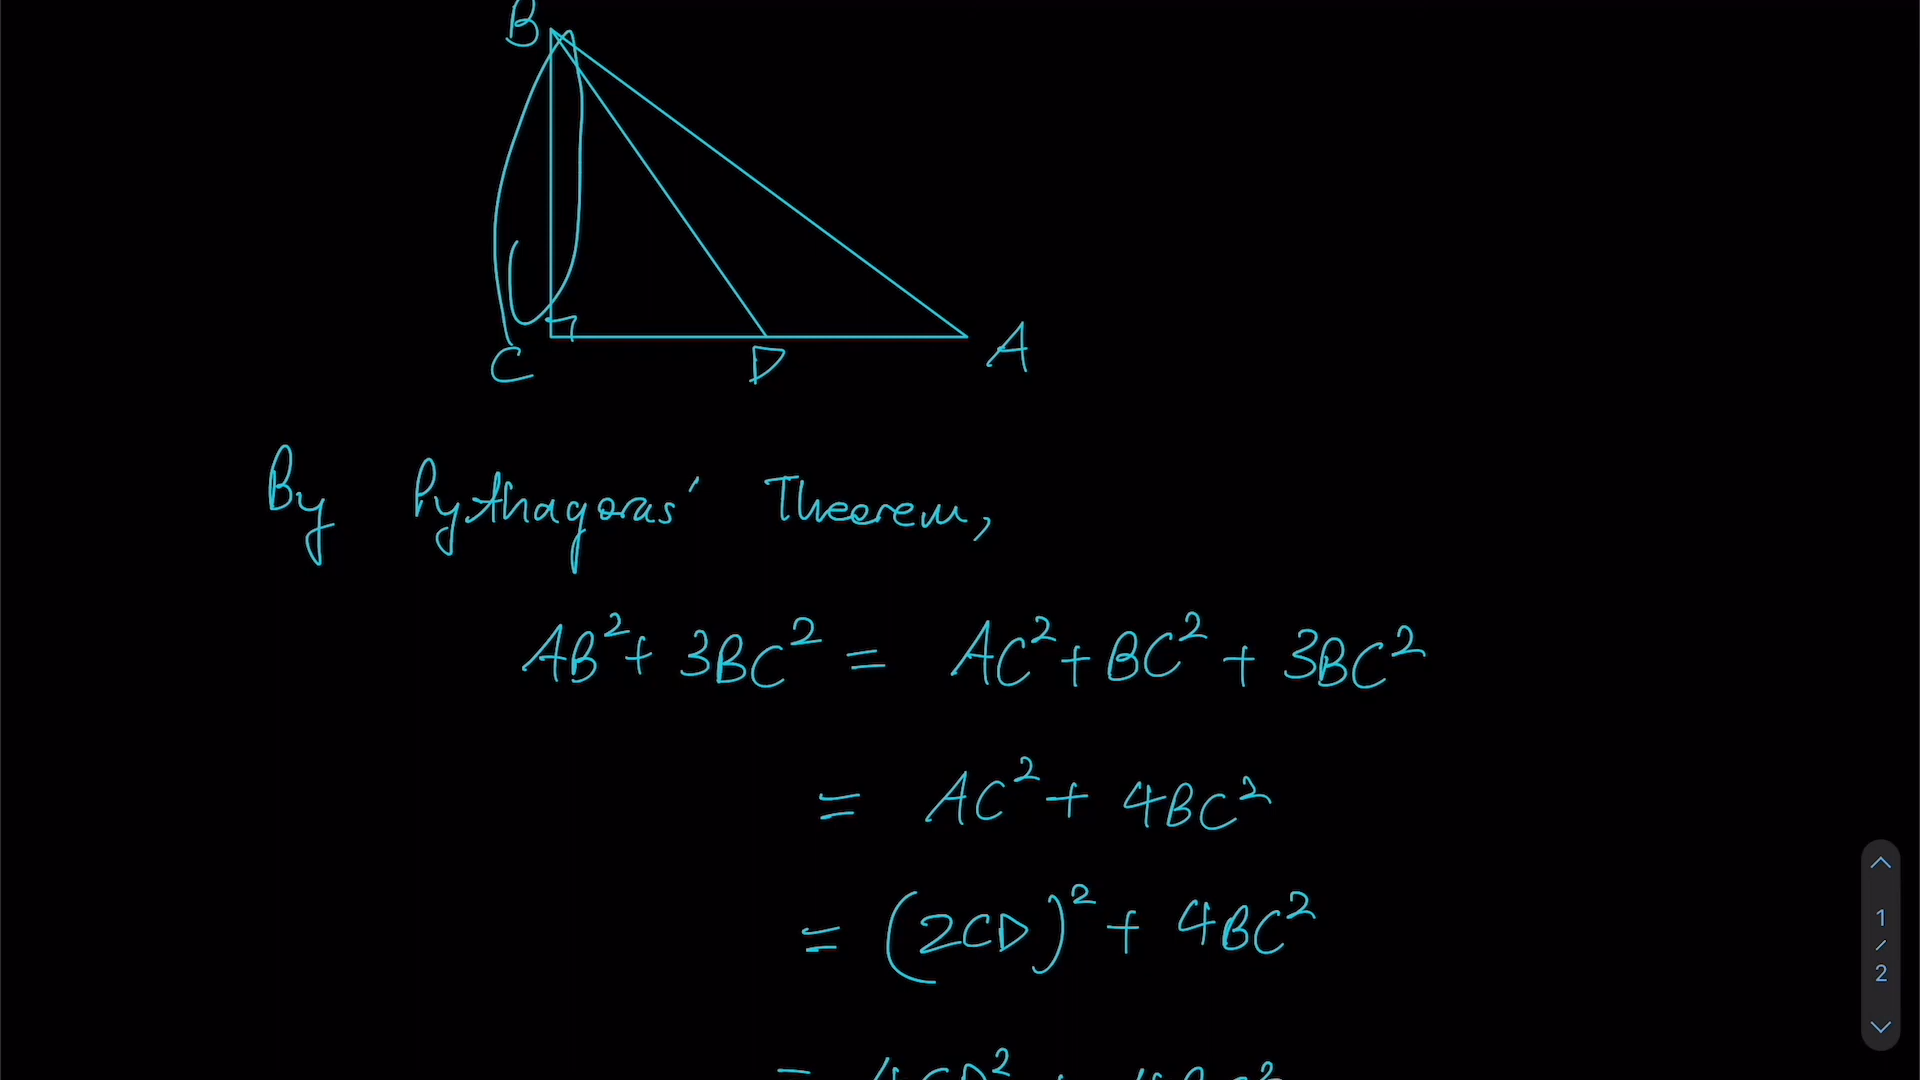 B
C D A
By Pythagoras' Theorem,
AB² + 3BC² = AC² + BC² + 3BC²
= AC² + 4BC²
= (2CD)² + 4BC²
1
/
2